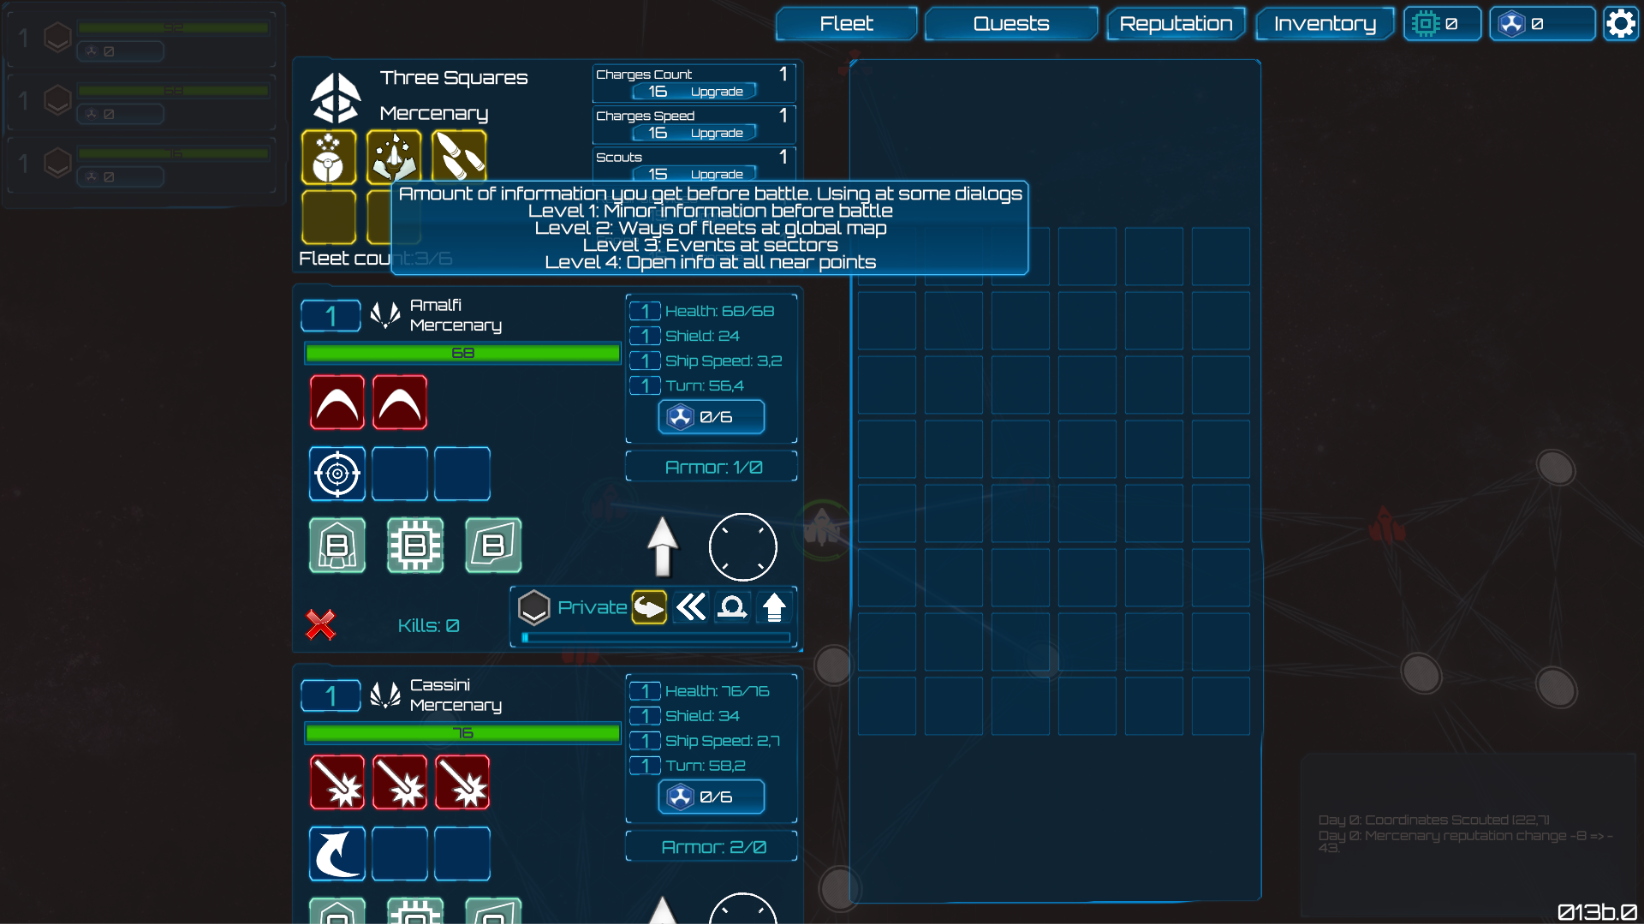 Fleet
Quests
Reputation
Inventory
0
0
1
68
0
1
68
0
1
76
0
Three Squares
Mercenary
Charges Count 1
16 Upgrade
Charges Speed 1
16 Upgrade
Scouts 1
15 Upgrade
Amount of information you get before battle. Using at some dialogs
Level 1: Minor information before battle
Level 2: Ways of fleets at global map
Level 3: Events at sectors
Level 4: Open info at all near points
Fleet count:3/6
1
Amalfi
Mercenary
68
1 Health: 68/68
1 Shield: 24
1 Ship Speed: 3,2
1 Turn: 56,4
0/6
Armor: 1/0
B
B
B
Kills: 0
Private
1
Cassini
Mercenary
76
1 Health: 76/76
1 Shield: 34
1 Ship Speed: 2,7
1 Turn: 58,2
0/6
Armor: 2/0
Day 0: Coordinates Scouted [22,7]
Day 0: Mercenary reputation change -8 => -
43.
013b.0